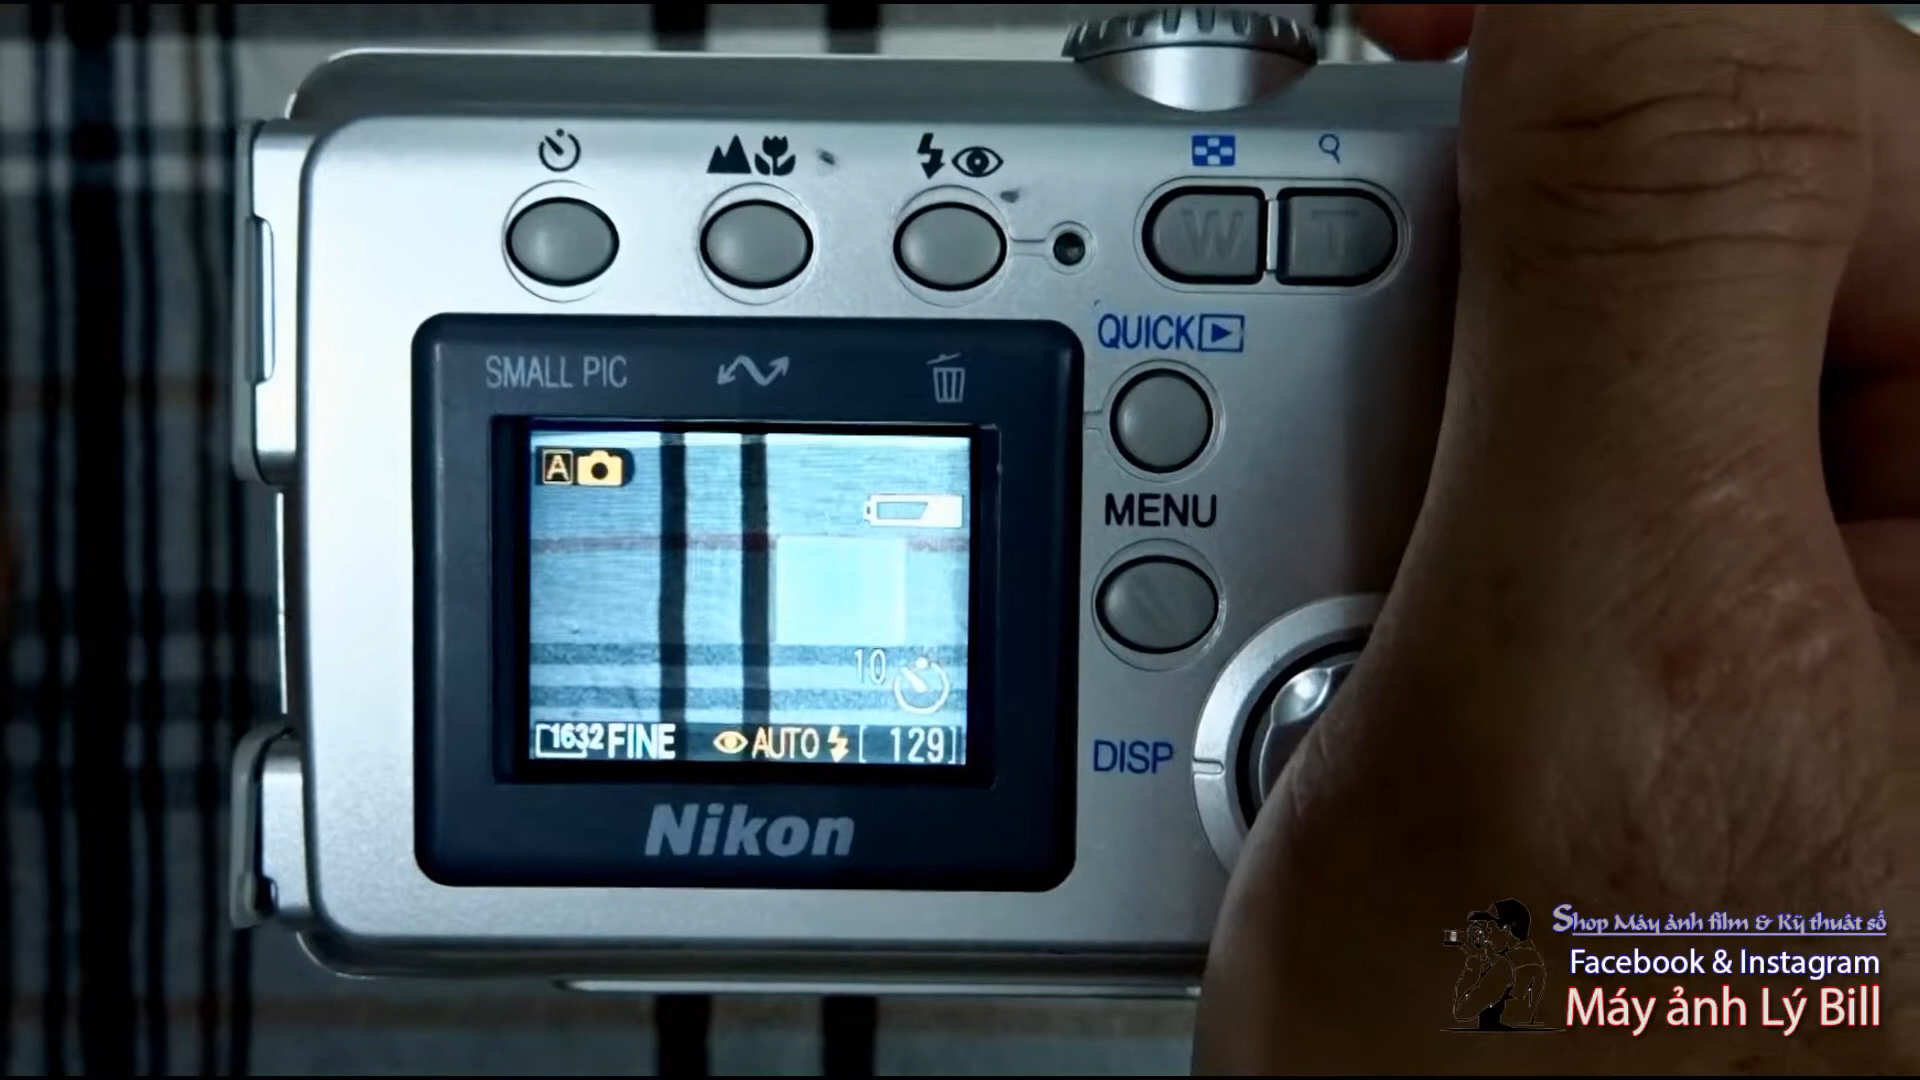 W T
QUICK
SMALL PIC
A
MENU
10
1632 FINE AUTO [ 129]
DISP
Nikon
Shop Máy ảnh film & Kỹ thuât số
Facebook & Instagram
Máy ảnh Lý Bill